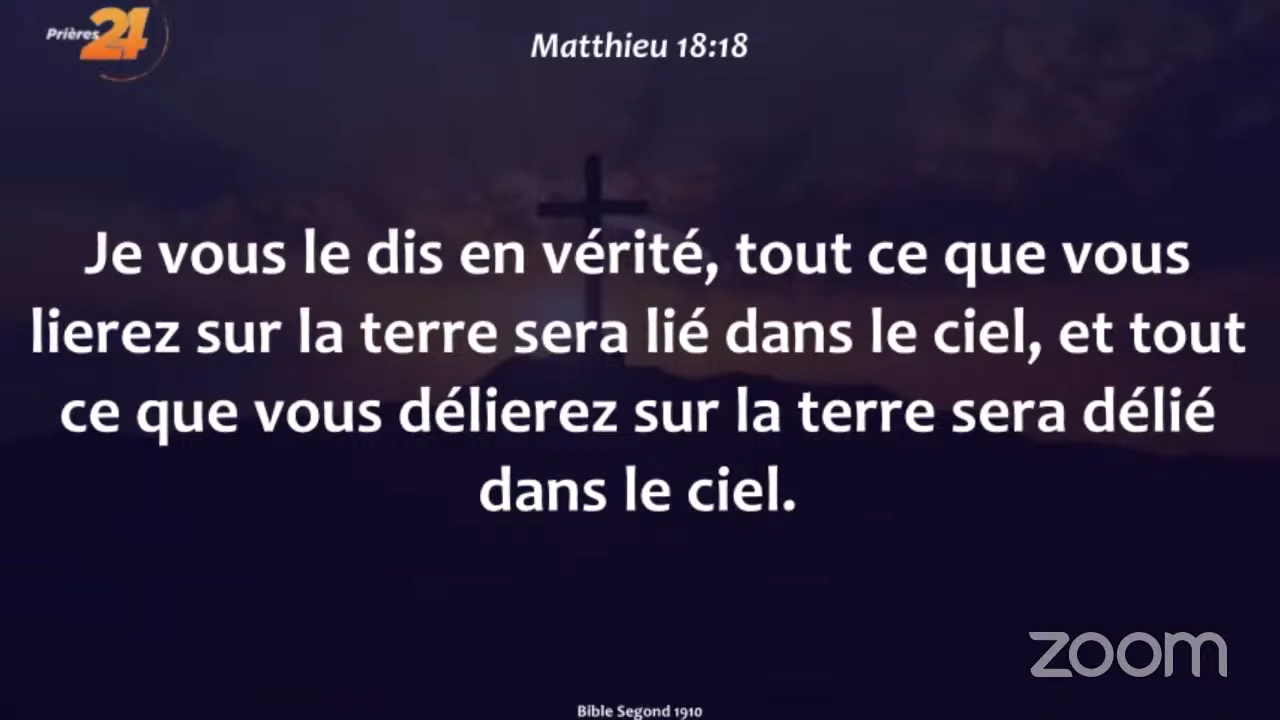 Prières 24
Matthieu 18:18
Je vous le dis en vérité, tout ce que vous
lierez sur la terre sera lié dans le ciel, et tout
ce que vous délierez sur la terre sera délié
dans le ciel.
zoom
Bible Segond 1910